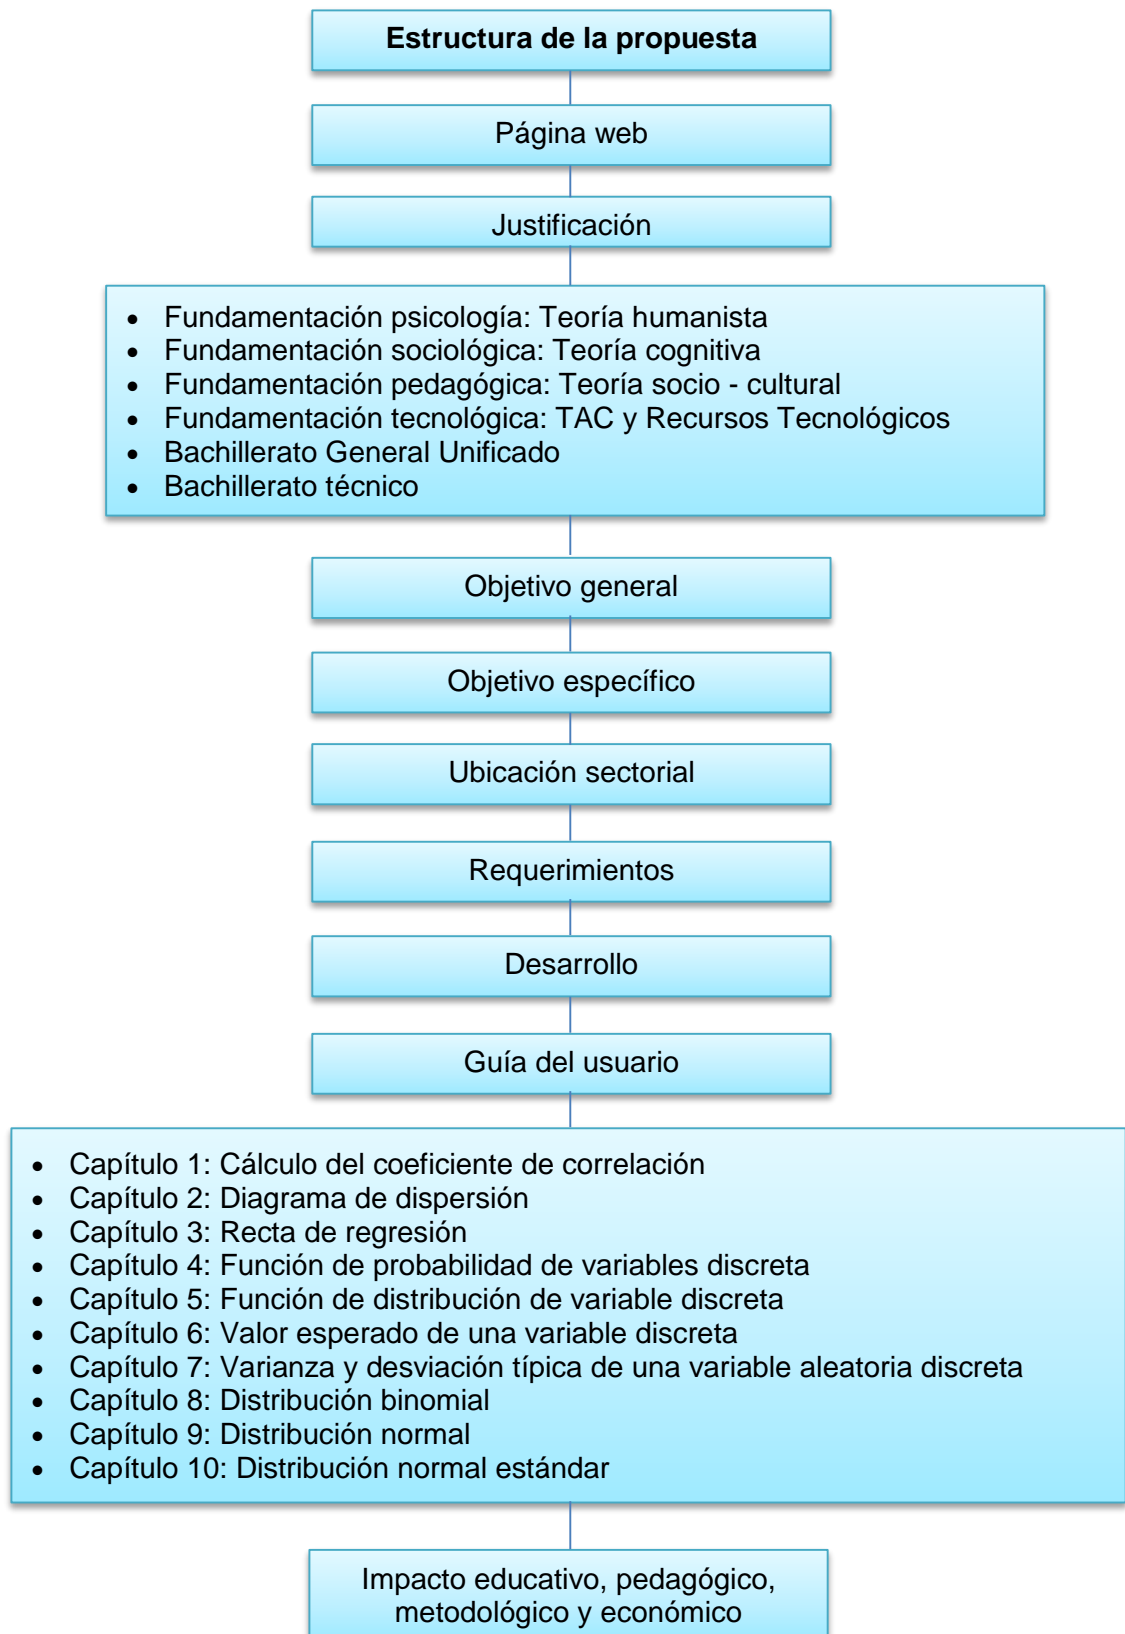 Estructura de la propuesta
Página web
Justificación
• Fundamentación psicología: Teoría humanista
• Fundamentación sociológica: Teoría cognitiva
• Fundamentación pedagógica: Teoría socio - cultural
• Fundamentación tecnológica: TAC y Recursos Tecnológicos
• Bachillerato General Unificado
• Bachillerato técnico
Objetivo general
Objetivo específico
Ubicación sectorial
Requerimientos
Desarrollo
Guía del usuario
• Capítulo 1: Cálculo del coeficiente de correlación
• Capítulo 2: Diagrama de dispersión
• Capítulo 3: Recta de regresión
• Capítulo 4: Función de probabilidad de variables discreta
• Capítulo 5: Función de distribución de variable discreta
• Capítulo 6: Valor esperado de una variable discreta
• Capítulo 7: Varianza y desviación típica de una variable aleatoria discreta
• Capítulo 8: Distribución binomial
• Capítulo 9: Distribución normal
• Capítulo 10: Distribución normal estándar
Impacto educativo, pedagógico,
metodológico y económico